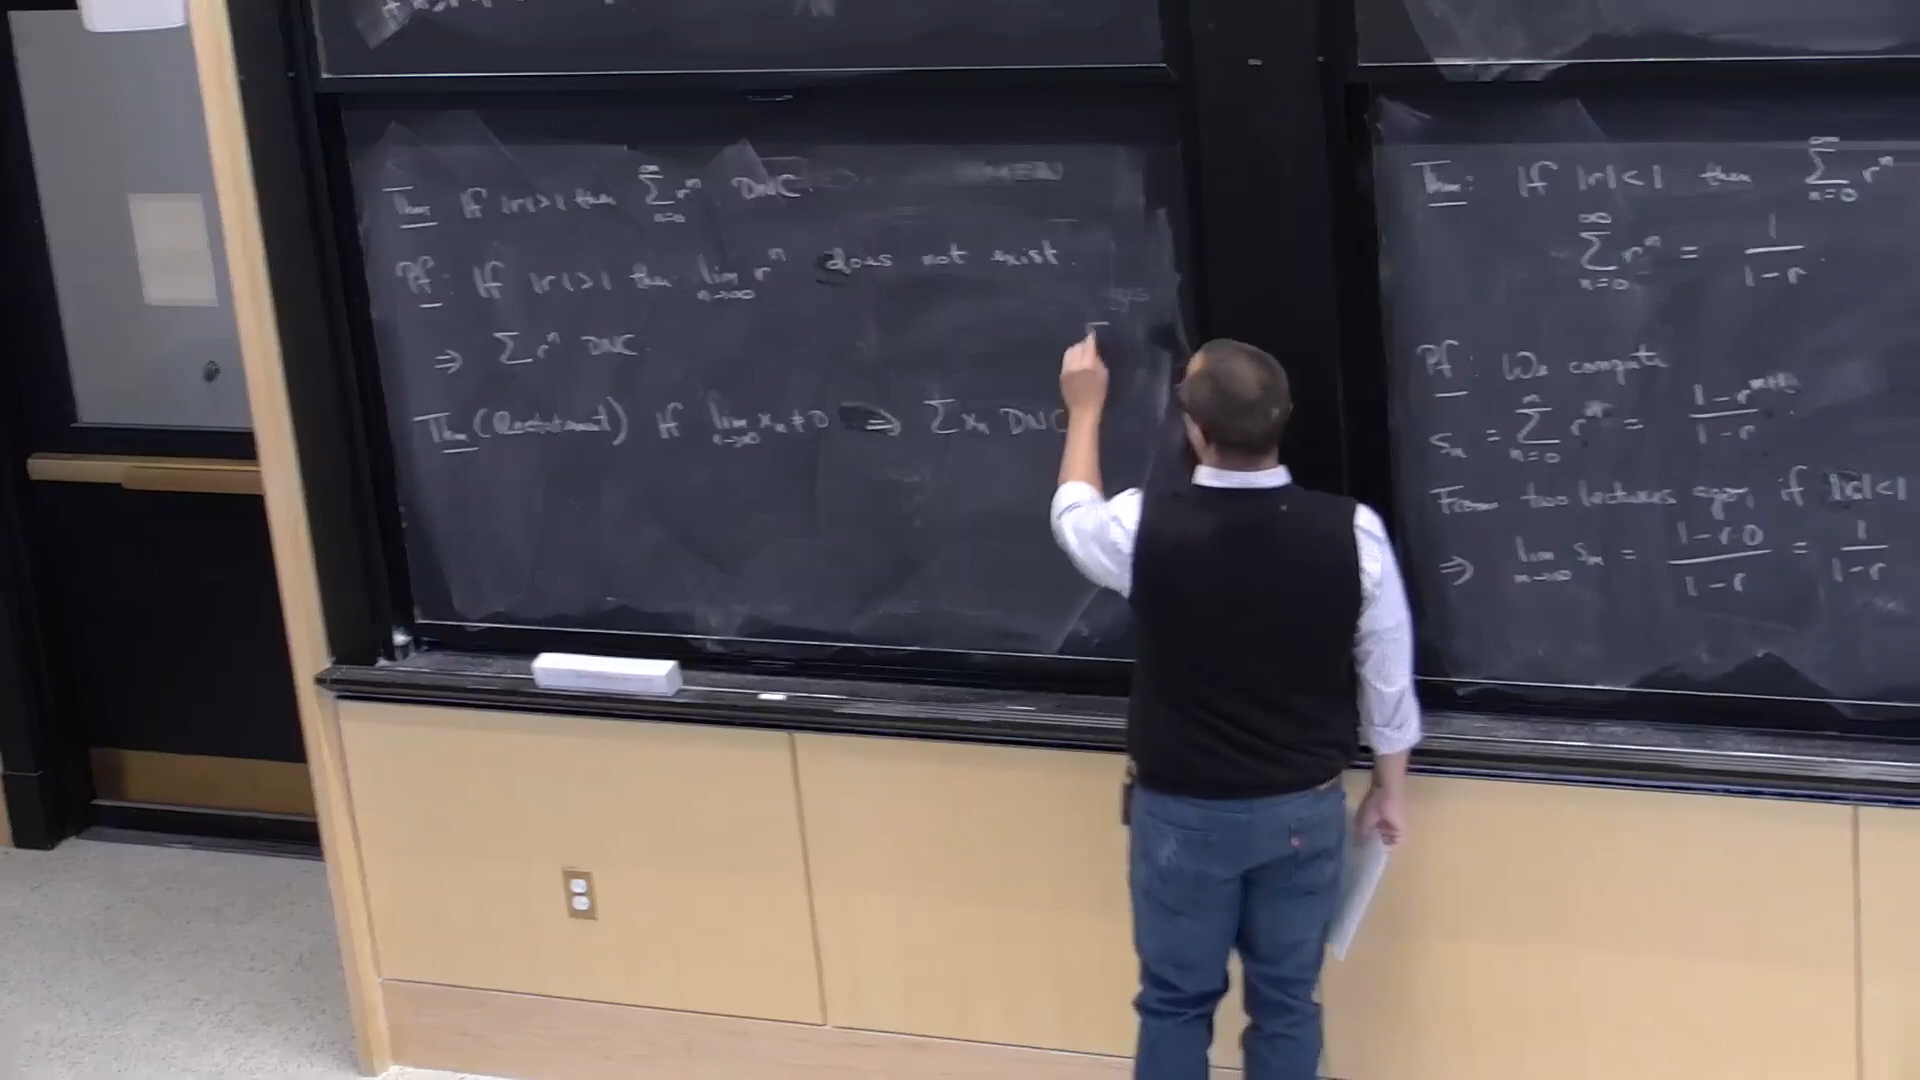 Thm If |r|>1 then ∑_{n=0}^{∞} r^n DNC.
Pf: If |r|>1 then lim_{n→∞} r^n does not exist.
⇒ ∑ r^n DNC.
Thm (Restatement) If lim_{n→∞} x_n ≠ 0 ⇒ ∑ x_n DNC
Thm: If |r|<1 then ∑_{n=0}^{∞} r^n
∑_{n=0}^{∞} r^n = 1/(1-r).
Pf: We compute
s_m = ∑_{n=0}^{m} r^n = (1-r^{m+1})/(1-r).
From two lectures ago, if |r|<1
⇒ lim_{m→∞} s_m = (1-r·0)/(1-r) = 1/(1-r)